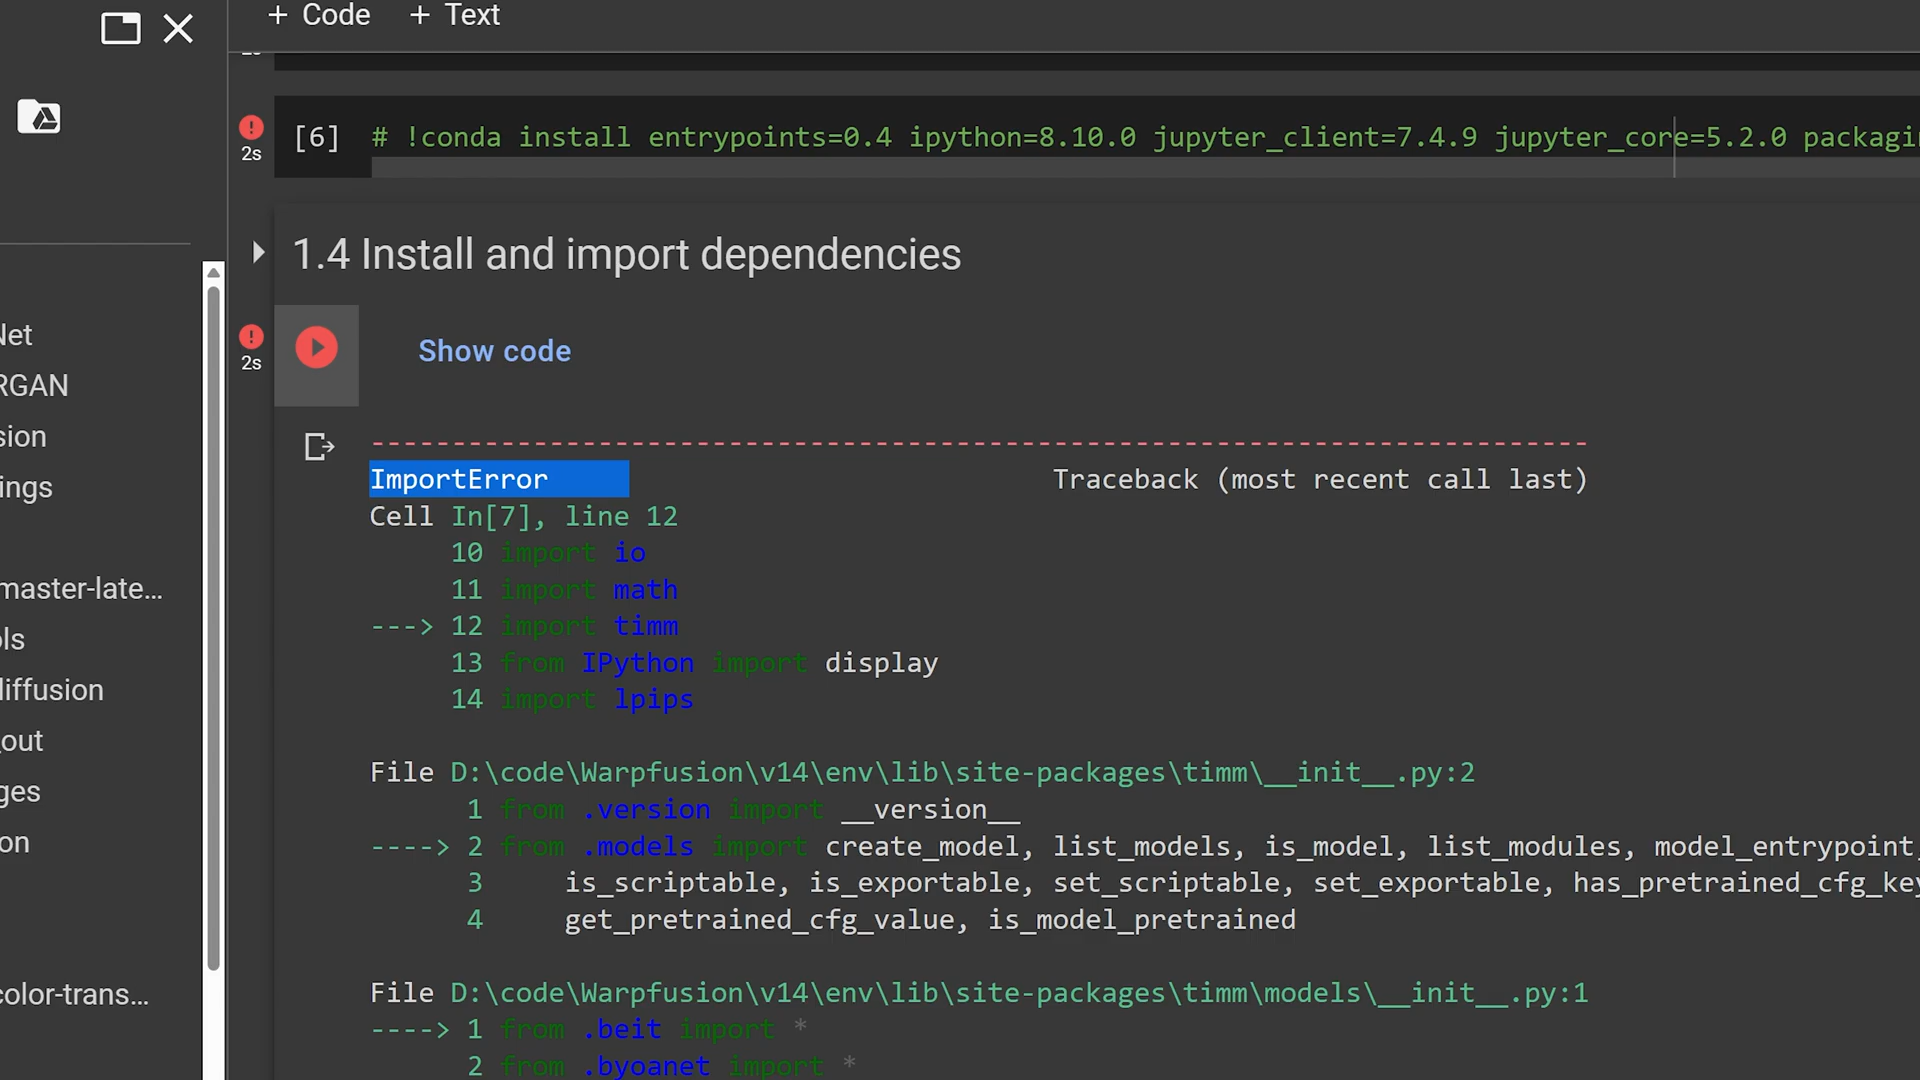 + Code + Text
[6] # !conda install entrypoints=0.4 ipython=8.10.0 jupyter_client=7.4.9 jupyter_core=5.2.0 packagin
2s
1.4 Install and import dependencies
2s
Show code
Net
RGAN
sion
ings
master-late...
ls
diffusion
_out
ges
on
color-trans...
--------------------------------------------------------------------------
ImportError Traceback (most recent call last)
Cell In[7], line 12
10 import io
11 import math
---> 12 import timm
13 from IPython import display
14 import lpips
File D:\code\Warpfusion\v14\env\lib\site-packages\timm\__init__.py:2
1 from .version import __version__
----> 2 from .models import create_model, list_models, is_model, list_modules, model_entrypoint,
3 is_scriptable, is_exportable, set_scriptable, set_exportable, has_pretrained_cfg_key
4 get_pretrained_cfg_value, is_model_pretrained
File D:\code\Warpfusion\v14\env\lib\site-packages\timm\models\__init__.py:1
----> 1 from .beit import *
2 from .byoanet import *